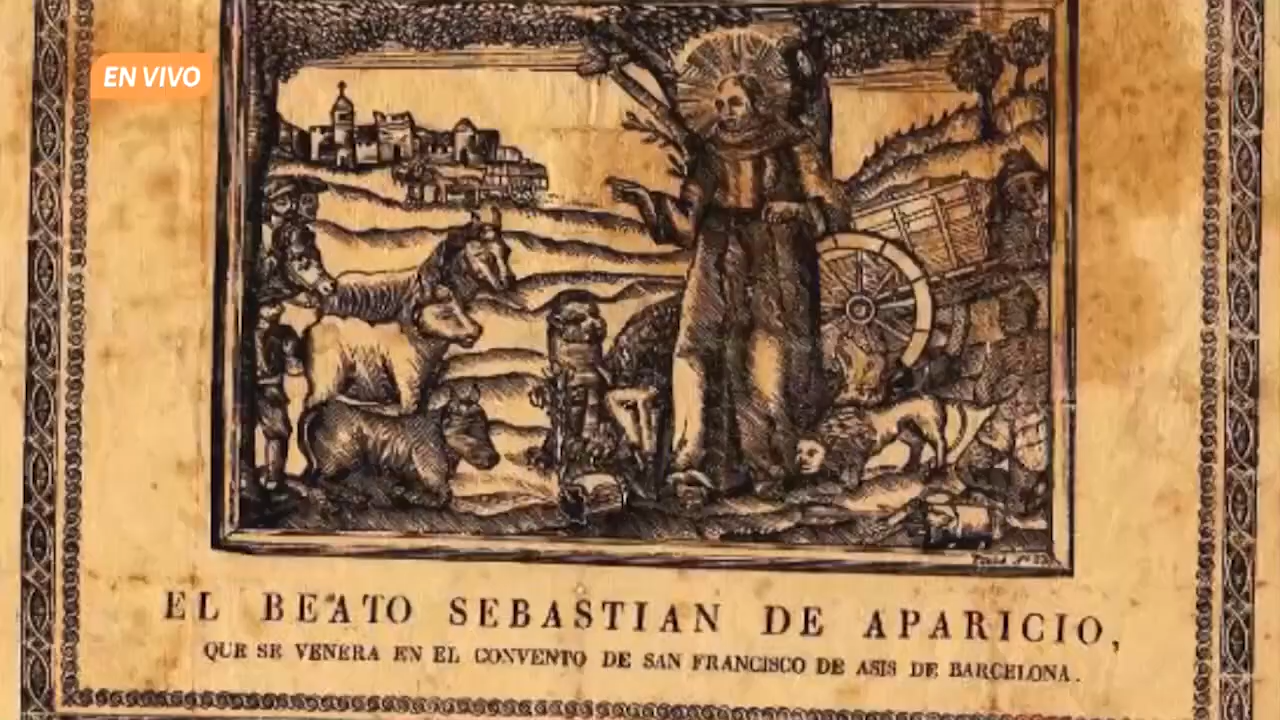 EN VIVO
EL BEATO SEBASTIAN DE APARICIO,
QUE SE VENERA EN EL CONVENTO DE SAN FRANCISCO DE ASIS DE BARCELONA.